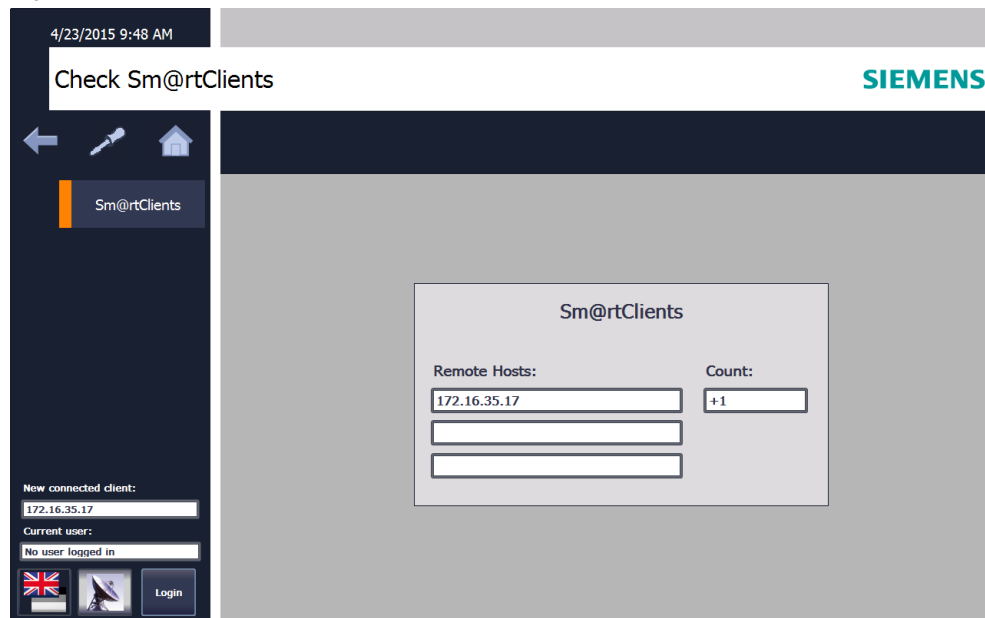 4/23/2015 9:48 AM
Check Sm@rtClients
SIEMENS
Sm@rtClients
Sm@rtClients
Remote Hosts:
Count:
172.16.35.17
+1
New connected client:
172.16.35.17
Current user:
No user logged in
Login